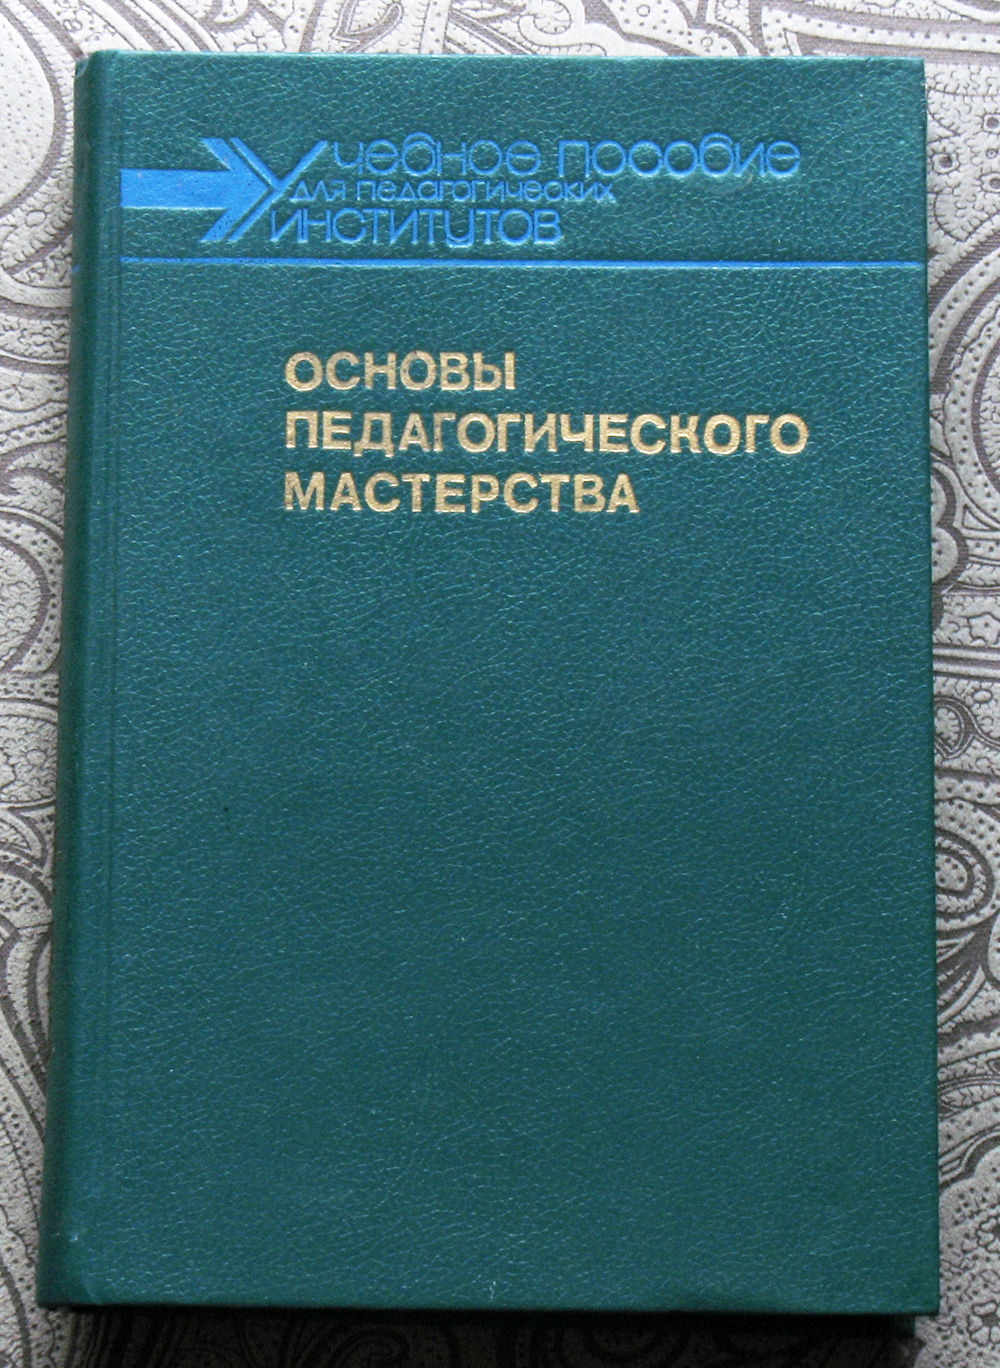 Учебное пособие
для педагогических
институтов
ОСНОВЫ
ПЕДАГОГИЧЕСКОГО
МАСТЕРСТВА